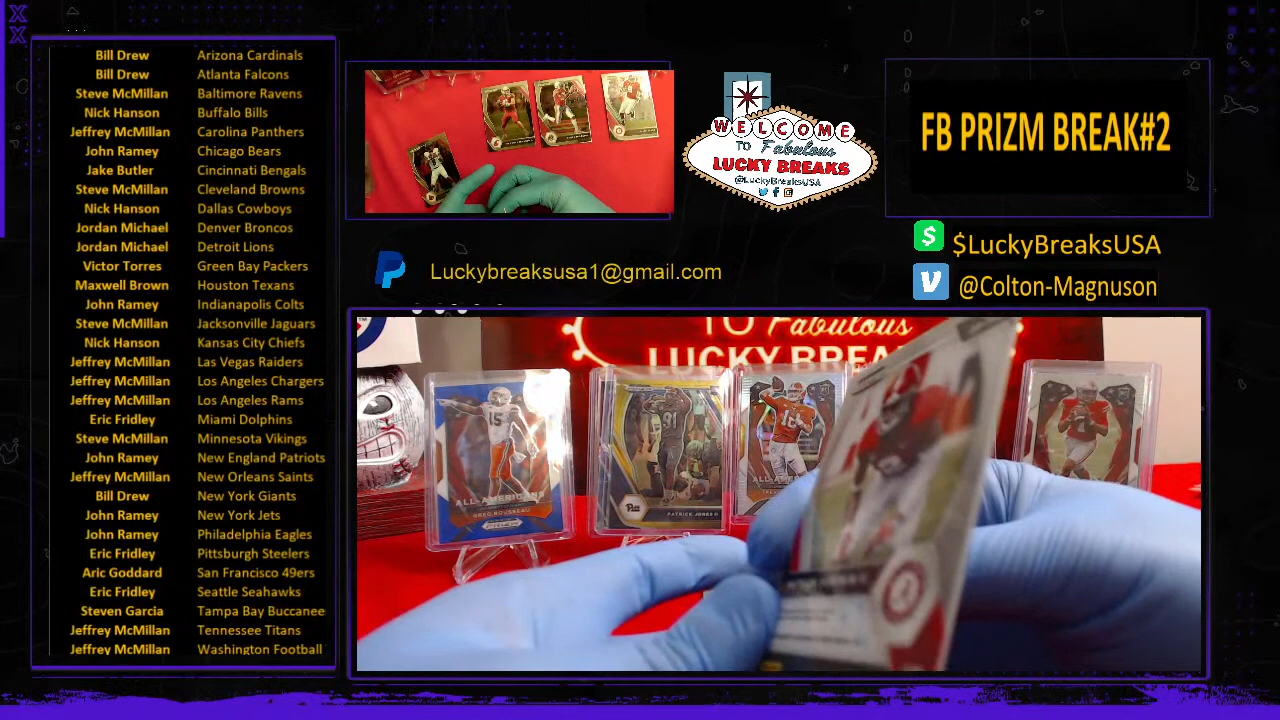 Bill Drew Arizona Cardinals
Bill Drew Atlanta Falcons
Steve McMillan Baltimore Ravens
Nick Hanson Buffalo Bills
Jeffrey McMillan Carolina Panthers
John Ramey Chicago Bears
Jake Butler Cincinnati Bengals
Steve McMillan Cleveland Browns
Nick Hanson Dallas Cowboys
Jordan Michael Denver Broncos
Jordan Michael Detroit Lions
Victor Torres Green Bay Packers
Maxwell Brown Houston Texans
John Ramey Indianapolis Colts
Steve McMillan Jacksonville Jaguars
Nick Hanson Kansas City Chiefs
Jeffrey McMillan Las Vegas Raiders
Jeffrey McMillan Los Angeles Chargers
Jeffrey McMillan Los Angeles Rams
Eric Fridley Miami Dolphins
Steve McMillan Minnesota Vikings
John Ramey New England Patriots
Jeffrey McMillan New Orleans Saints
Bill Drew New York Giants
John Ramey New York Jets
John Ramey Philadelphia Eagles
Eric Fridley Pittsburgh Steelers
Aric Goddard San Francisco 49ers
Eric Fridley Seattle Seahawks
Steven Garcia Tampa Bay Buccanee
Jeffrey McMillan Tennessee Titans
Jeffrey McMillan Washington Football
WELCOME
TO Fabulous
LUCKY BREAKS
@LuckyBreaksUSA
FB PRIZM BREAK#2
$LuckyBreaksUSA
@Colton-Magnuson
Luckybreaksusa1@gmail.com
TO Fabulous
LUCKY BREA
15
ALL-AMERICANS
GREG ROUSSEAU
PRIZM
91
Pitt
PATRICK JONES II
16